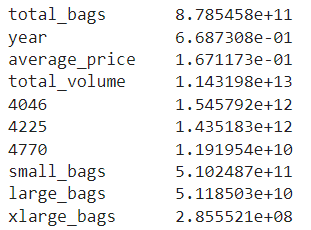 total_bags 8.785458e+11
year 6.687308e-01
average_price 1.671173e-01
total_volume 1.143198e+13
4046 1.545792e+12
4225 1.435183e+12
4770 1.191954e+10
small_bags 5.102487e+11
large_bags 5.118503e+10
xlarge_bags 2.855521e+08